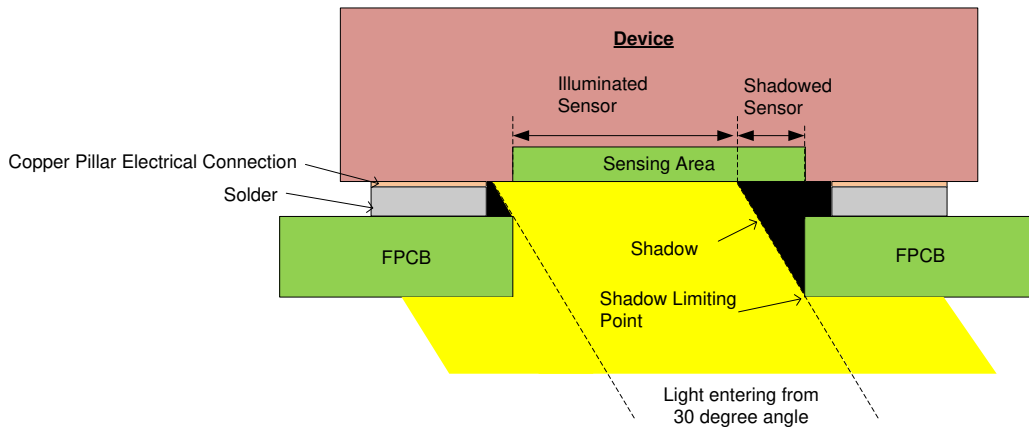 Device
Illuminated
Sensor
Shadowed
Sensor
Copper Pillar Electrical Connection
Sensing Area
Solder
FPCB
Shadow
FPCB
Shadow Limiting
Point
Light entering from
30 degree angle